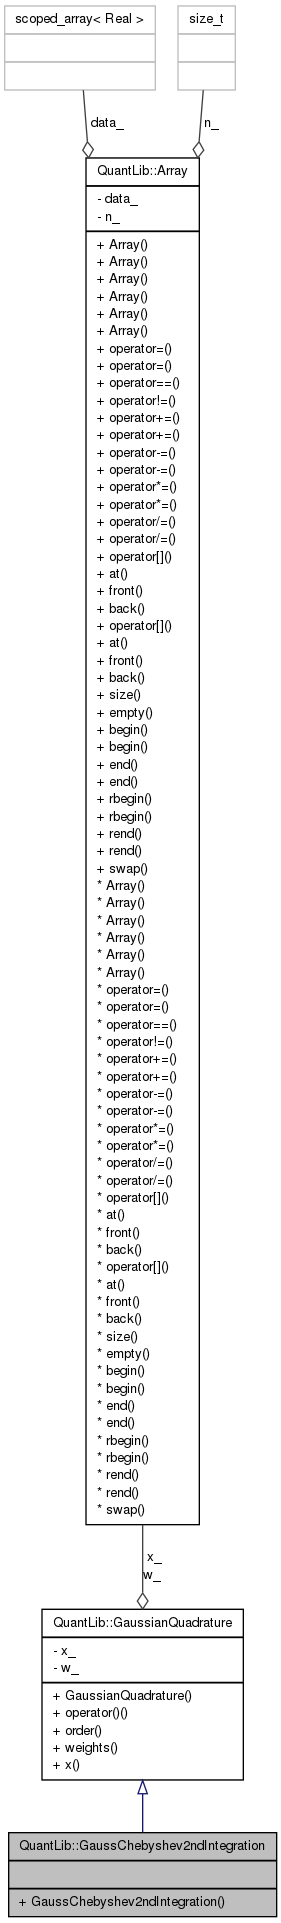 scoped_array< Real >
size_t
data_
n_
QuantLib::Array
- data_
- n_
+ Array()
+ Array()
+ Array()
+ Array()
+ Array()
+ Array()
+ operator=()
+ operator=()
+ operator==()
+ operator!=()
+ operator+=()
+ operator+=()
+ operator-=()
+ operator-=()
+ operator*=()
+ operator*=()
+ operator/=()
+ operator/=()
+ operator[]()
+ at()
+ front()
+ back()
+ operator[]()
+ at()
+ front()
+ back()
+ size()
+ empty()
+ begin()
+ begin()
+ end()
+ end()
+ rbegin()
+ rbegin()
+ rend()
+ rend()
+ swap()
* Array()
* Array()
* Array()
* Array()
* Array()
* Array()
* operator=()
* operator=()
* operator==()
* operator!=()
* operator+=()
* operator+=()
* operator-=()
* operator-=()
* operator*=()
* operator*=()
* operator/=()
* operator/=()
* operator[]()
* at()
* front()
* back()
* operator[]()
* at()
* front()
* back()
* size()
* empty()
* begin()
* begin()
* end()
* end()
* rbegin()
* rbegin()
* rend()
* rend()
* swap()
x_
w_
QuantLib::GaussianQuadrature
- x_
- w_
+ GaussianQuadrature()
+ operator()()
+ order()
+ weights()
+ x()
QuantLib::GaussChebyshev2ndIntegration
+ GaussChebyshev2ndIntegration()